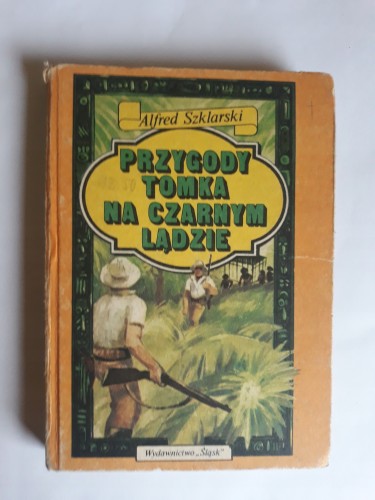 Alfred Szklarski
PRZYGODY
TOMKA
NA CZARNYM
LĄDZIE
Wydawnictwo „Śląsk”